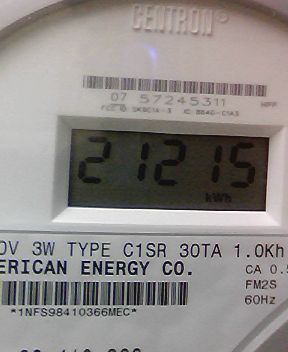 CENTRON
07 57245311
21215
kWh
0V 3W TYPE C1SR 30TA 1.0Kh
ERICAN ENERGY CO.
CA 0.5
FM2S
60Hz
*1NFS98410366MEC*